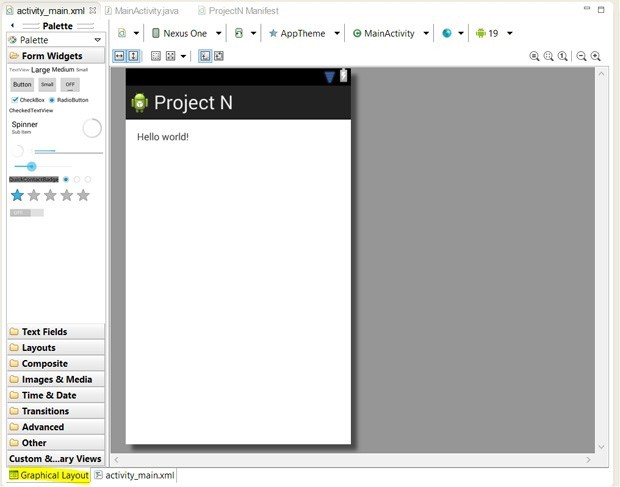 activity_main.xml MainActivity.java ProjectN Manifest
Palette
Palette
Nexus One AppTheme MainActivity 19
Form Widgets
TextView Large Medium Small
Button Small OFF
CheckBox RadioButton
CheckedTextView
Spinner
Sub Item
QuickContactBadge
OFF
Project N
Hello world!
Text Fields
Layouts
Composite
Images & Media
Time & Date
Transitions
Advanced
Other
Custom &...ary Views
Graphical Layout activity_main.xml